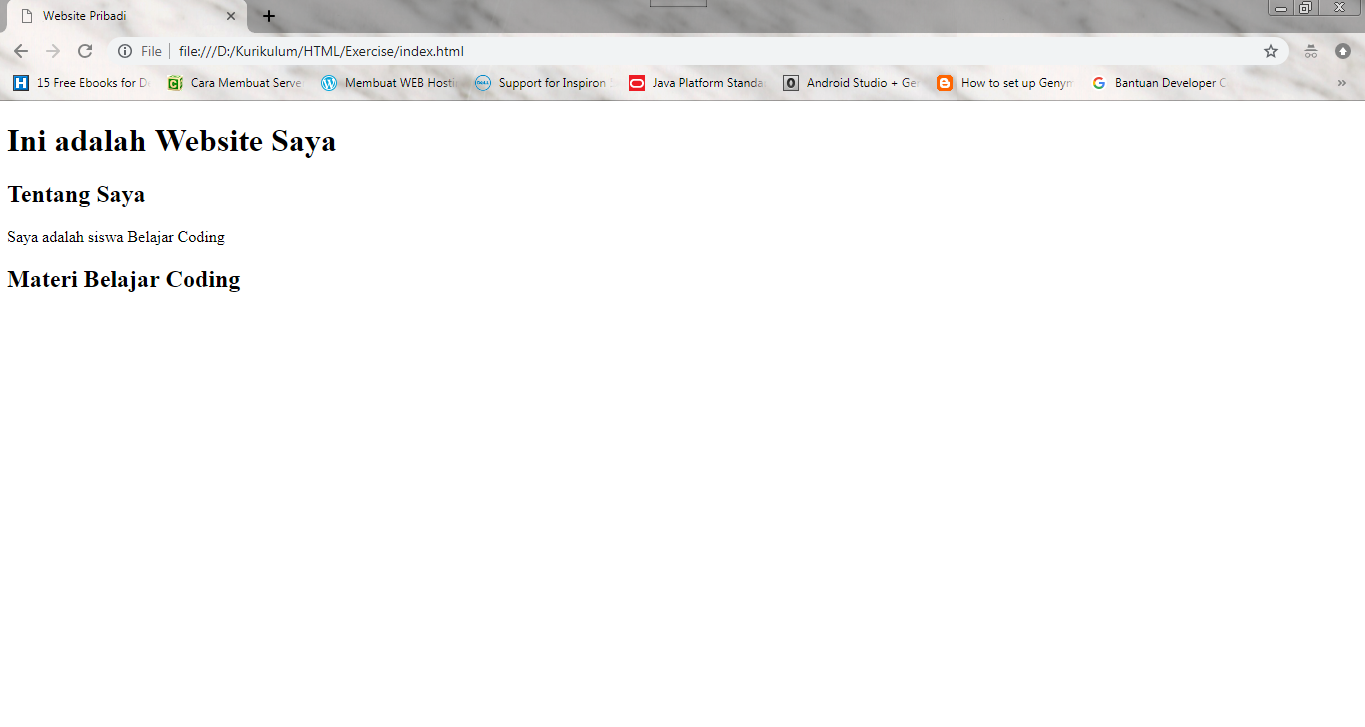 Website Pribadi
File file:///D:/Kurikulum/HTML/Exercise/index.html
15 Free Ebooks for D Cara Membuat Serve Membuat WEB Hosti Support for Inspiron Java Platform Standa Android Studio + Ge How to set up Genym Bantuan Developer C
Ini adalah Website Saya
Tentang Saya
Saya adalah siswa Belajar Coding
Materi Belajar Coding